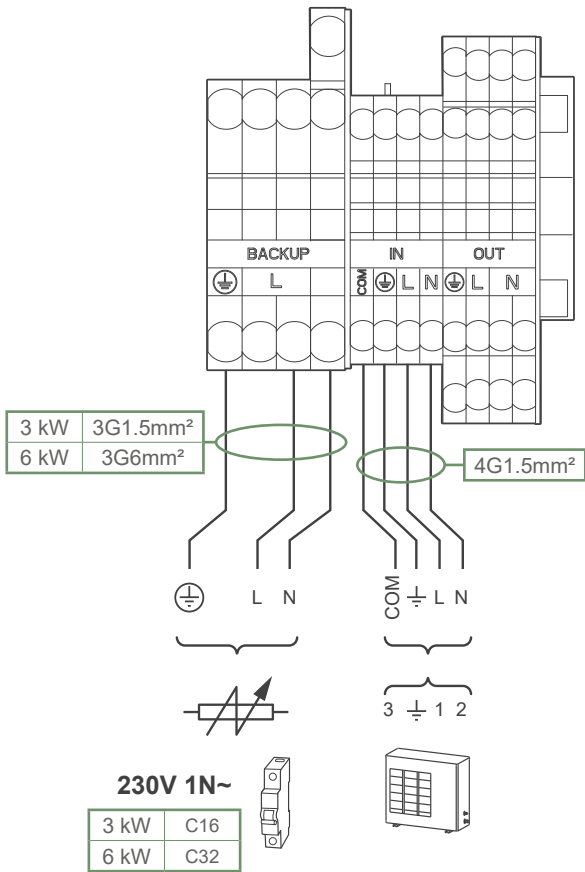 BACKUP IN OUT
L COM L N L N
3 kW 3G1.5mm²
6 kW 3G6mm²
4G1.5mm²
L N COM L N
3 1 2
230V 1N~
3 kW C16
6 kW C32